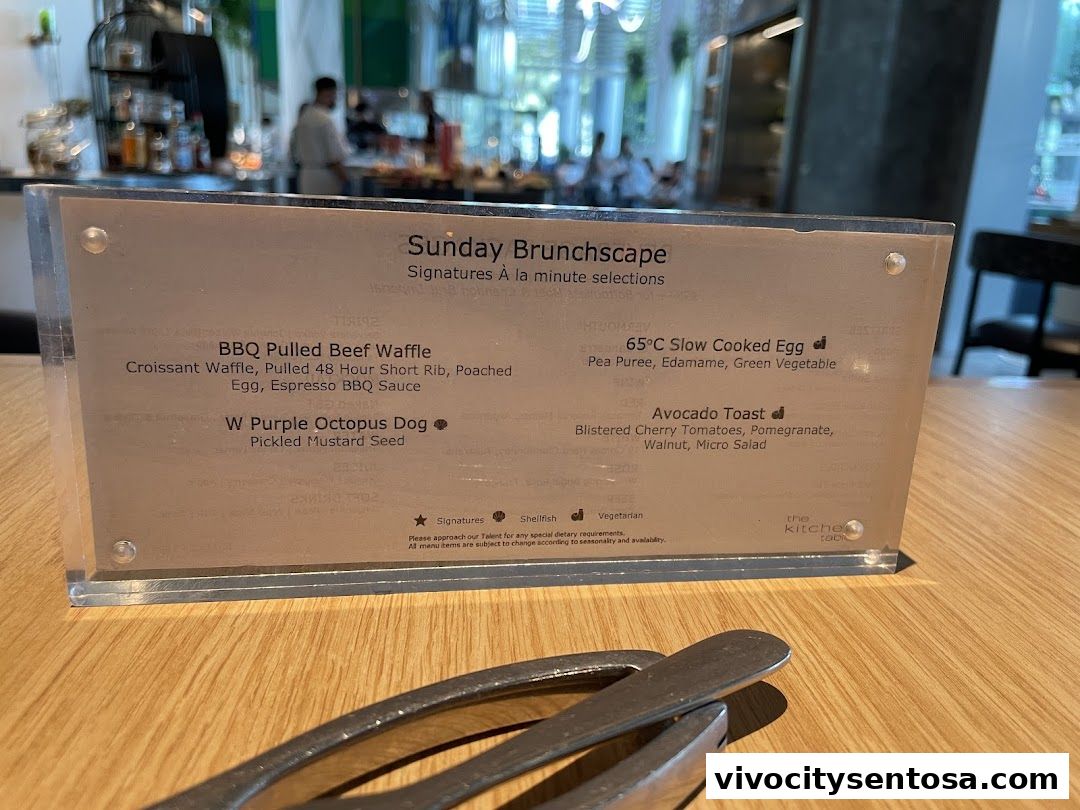 Sunday Brunchscape
Signatures À la minute selections
BBQ Pulled Beef Waffle
Croissant Waffle, Pulled 48 Hour Short Rib, Poached
Egg, Espresso BBQ Sauce
W Purple Octopus Dog
Pickled Mustard Seed
65°C Slow Cooked Egg
Pea Puree, Edamame, Green Vegetable
Avocado Toast
Blistered Cherry Tomatoes, Pomegranate,
Walnut, Micro Salad
Signatures Shellfish Vegetarian
Please approach our Talent for any special dietary requirements.
All menu items are subject to change according to seasonality and availability.
the
kitche
tab
vivocitysentosa.com